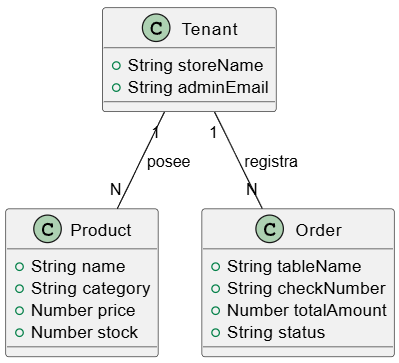 C Tenant
String storeName
String adminEmail
1 1
posee registra
N N
C Product
String name
String category
Number price
Number stock
C Order
String tableName
String checkNumber
Number totalAmount
String status